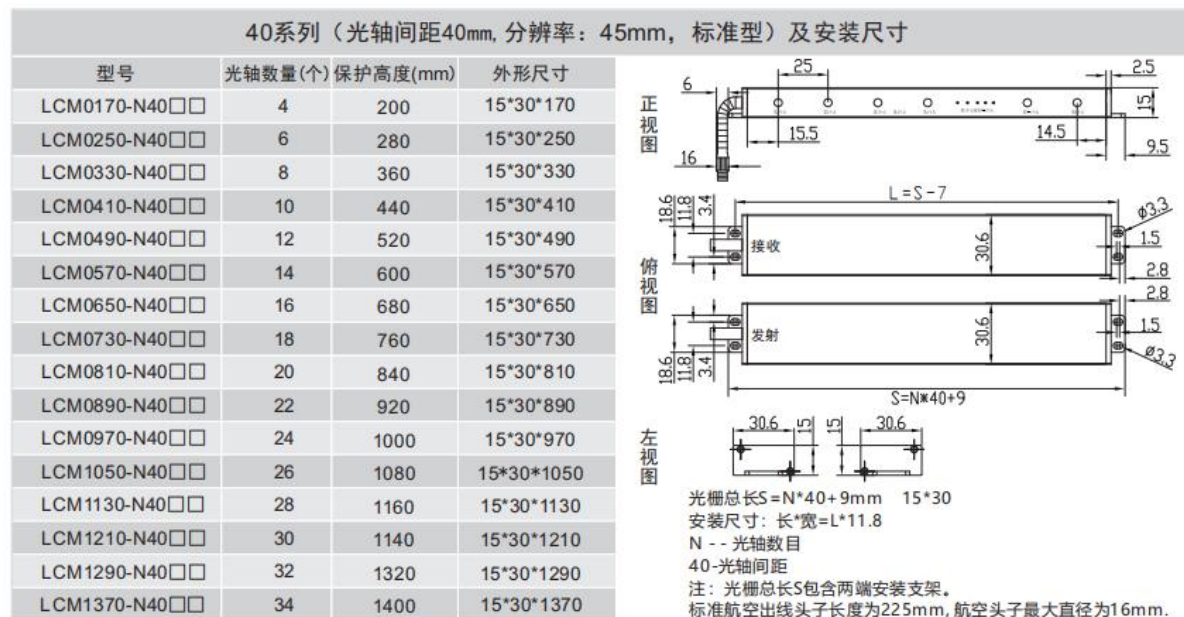 40系列（光轴间距40mm,分辨率：45mm，标准型）及安装尺寸
型号 光轴数量(个) 保护高度(mm) 外形尺寸
LCM0170-N40□□ 4 200 15*30*170
LCM0250-N40□□ 6 280 15*30*250
LCM0330-N40□□ 8 360 15*30*330
LCM0410-N40□□ 10 440 15*30*410
LCM0490-N40□□ 12 520 15*30*490
LCM0570-N40□□ 14 600 15*30*570
LCM0650-N40□□ 16 680 15*30*650
LCM0730-N40□□ 18 760 15*30*730
LCM0810-N40□□ 20 840 15*30*810
LCM0890-N40□□ 22 920 15*30*890
LCM0970-N40□□ 24 1000 15*30*970
LCM1050-N40□□ 26 1080 15*30*1050
LCM1130-N40□□ 28 1160 15*30*1130
LCM1210-N40□□ 30 1140 15*30*1210
LCM1290-N40□□ 32 1320 15*30*1290
LCM1370-N40□□ 34 1400 15*30*1370
正视图
6
25
2.5
15
15.5
14.5
9.5
16
俯视图
L=S-7
18.6
11.8
3.4
接收
30.6
ø3.3
1.5
2.8
2.8
发射
30.6
1.5
ø3.3
18.6
11.8
3.4
S=N*40+9
左视图
30.6
15
15
30.6
光栅总长S=N*40+9mm 15*30
安装尺寸：长*宽=L*11.8
N - - 光轴数目
40-光轴间距
注：光栅总长S包含两端安装支架。
标准航空出线头子长度为225mm,航空头子最大直径为16mm.